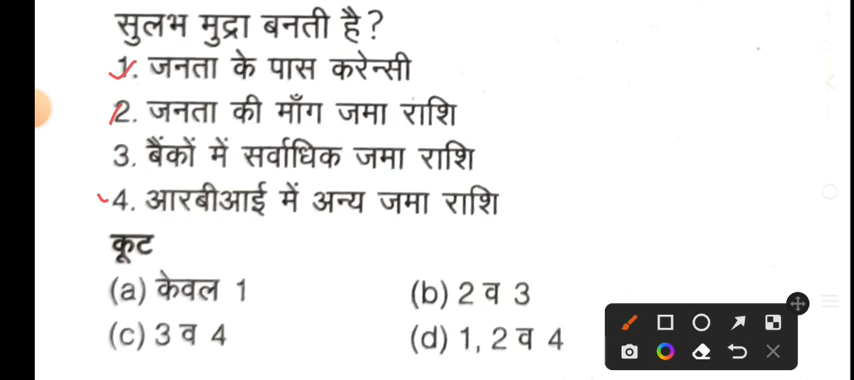 सुलभ मुद्रा बनती है?
1. जनता के पास करेन्सी
2. जनता की माँग जमा राशि
3. बैंकों में सर्वाधिक जमा राशि
4. आरबीआई में अन्य जमा राशि
कूट
(a) केवल 1 (b) 2 व 3
(c) 3 व 4 (d) 1, 2 व 4